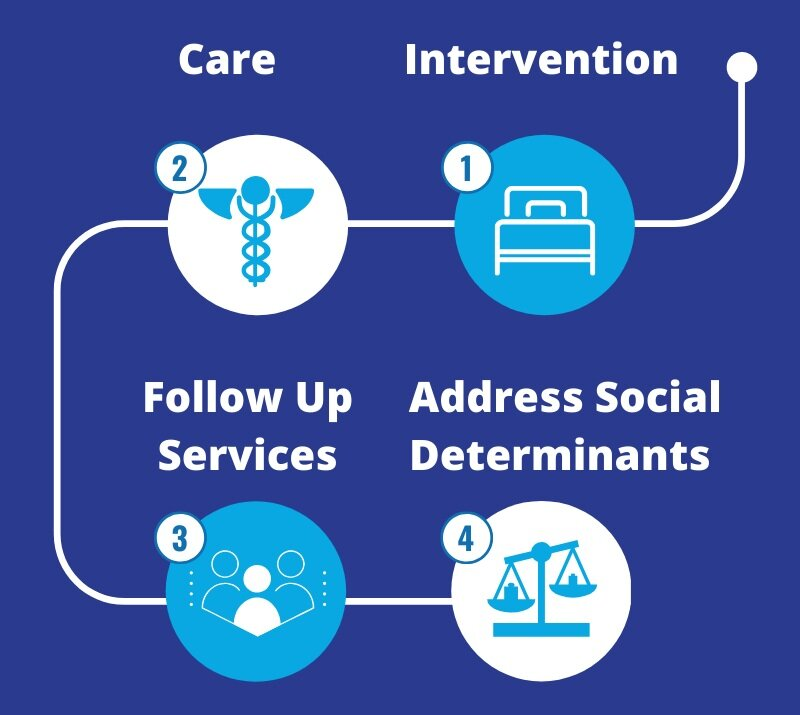 Care
Intervention
2
1
Follow Up
Services
Address Social
Determinants
3
4